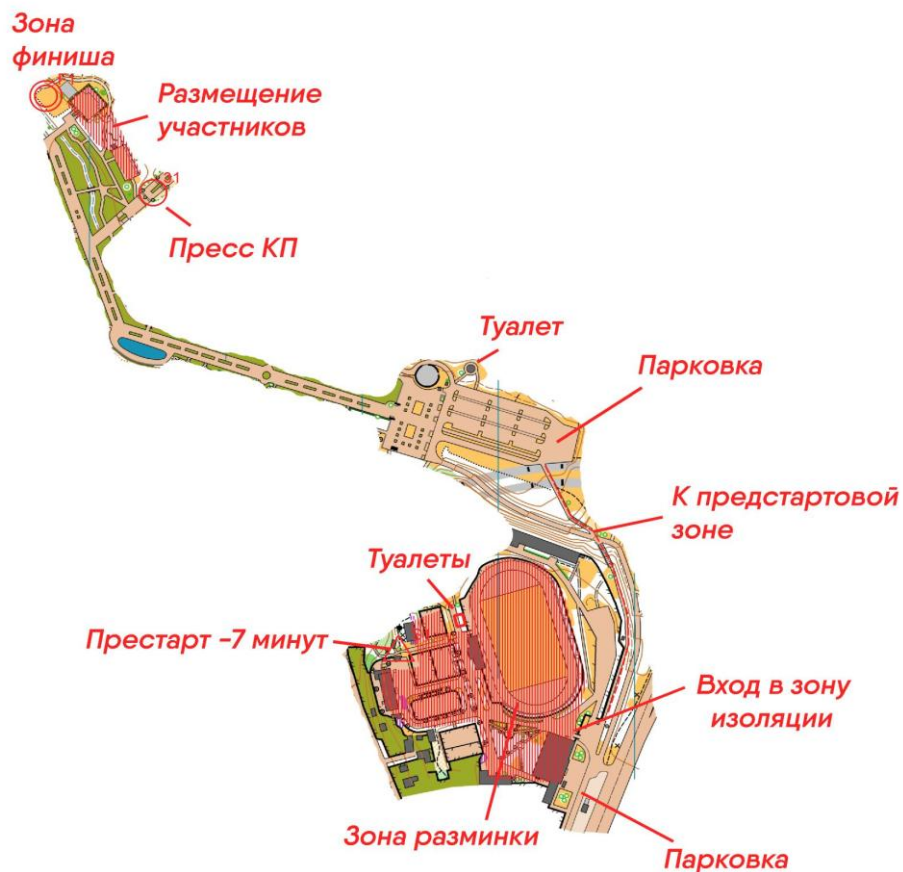 Зона
финиша
Размещение
участников
31
Пресс КП
Туалет
Парковка
К предстартовой
зоне
Туалеты
Престарт -7 минут
Вход в зону
изоляции
Зона разминки
Парковка